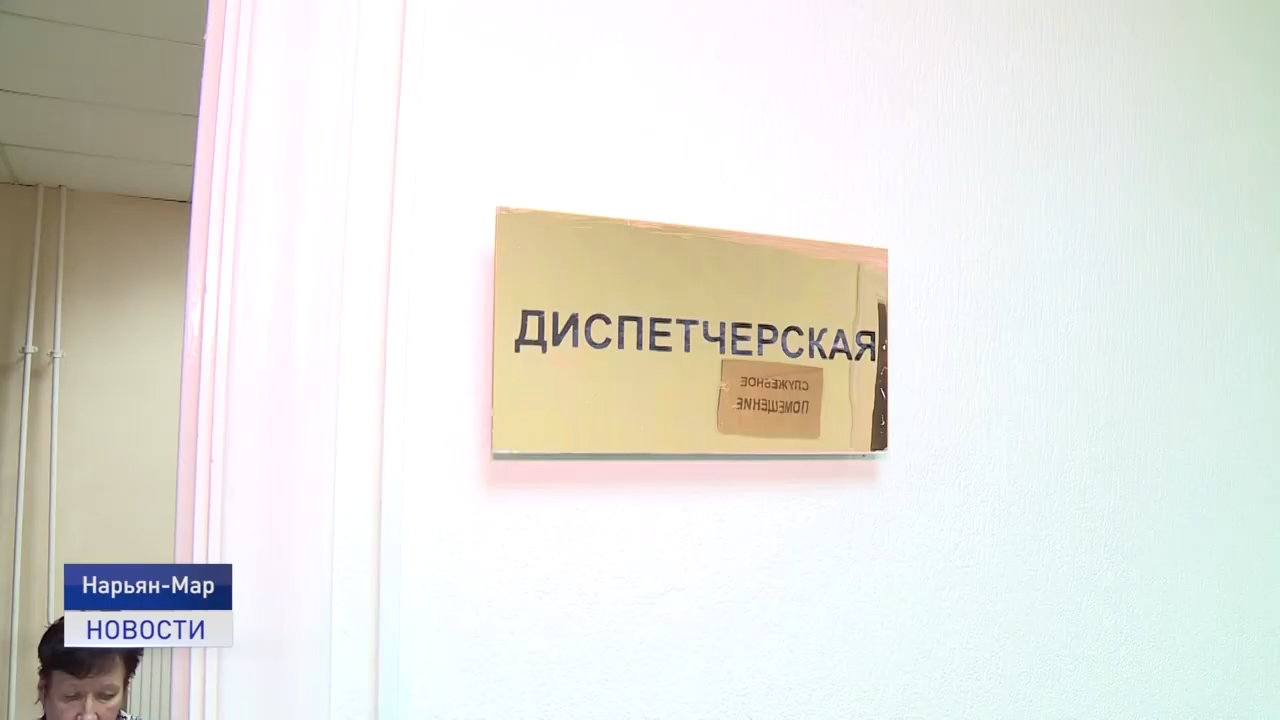 ДИСПЕТЧЕРСКАЯ
СЛУЖЕБНОЕ
ПОМЕЩЕНИЕ
Нарьян-Мар
НОВОСТИ